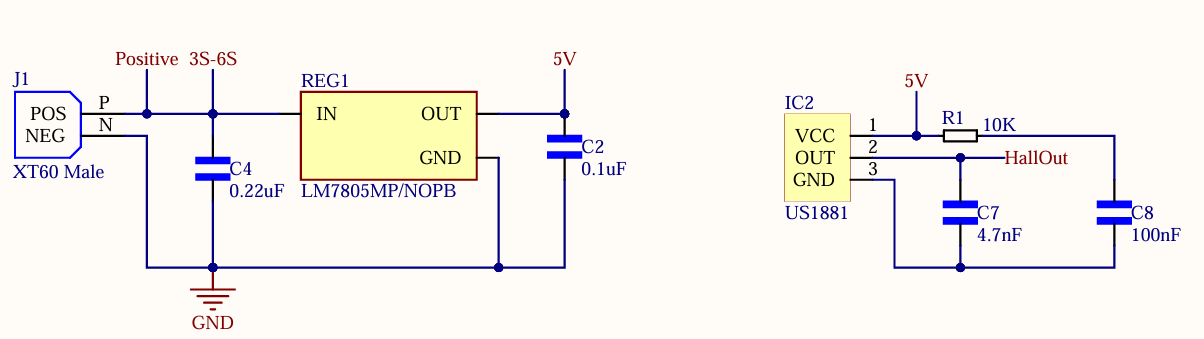 Positive 3S-6S
5V
J1
P
POS
N
NEG
XT60 Male
C4
0.22uF
REG1
IN
OUT
GND
LM7805MP/NOPB
C2
0.1uF
GND
5V
IC2
R1
10K
VCC
1
OUT
2
HallOut
GND
3
US1881
C7
4.7nF
C8
100nF